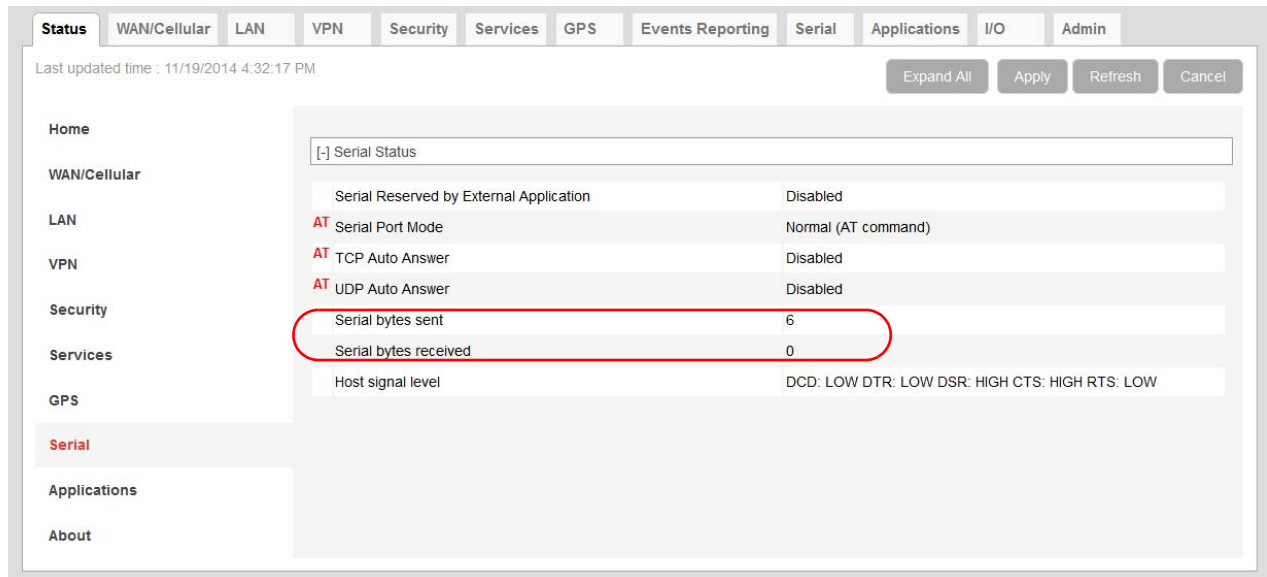 Status WAN/Cellular LAN VPN Security Services GPS Events Reporting Serial Applications I/O Admin
Last updated time : 11/19/2014 4:32:17 PM
Expand All Apply Refresh Cancel
Home
WAN/Cellular
LAN
VPN
Security
Services
GPS
Serial
Applications
About
[-] Serial Status
Serial Reserved by External Application Disabled
AT Serial Port Mode Normal (AT command)
AT TCP Auto Answer Disabled
AT UDP Auto Answer Disabled
Serial bytes sent 6
Serial bytes received 0
Host signal level DCD: LOW DTR: LOW DSR: HIGH CTS: HIGH RTS: LOW